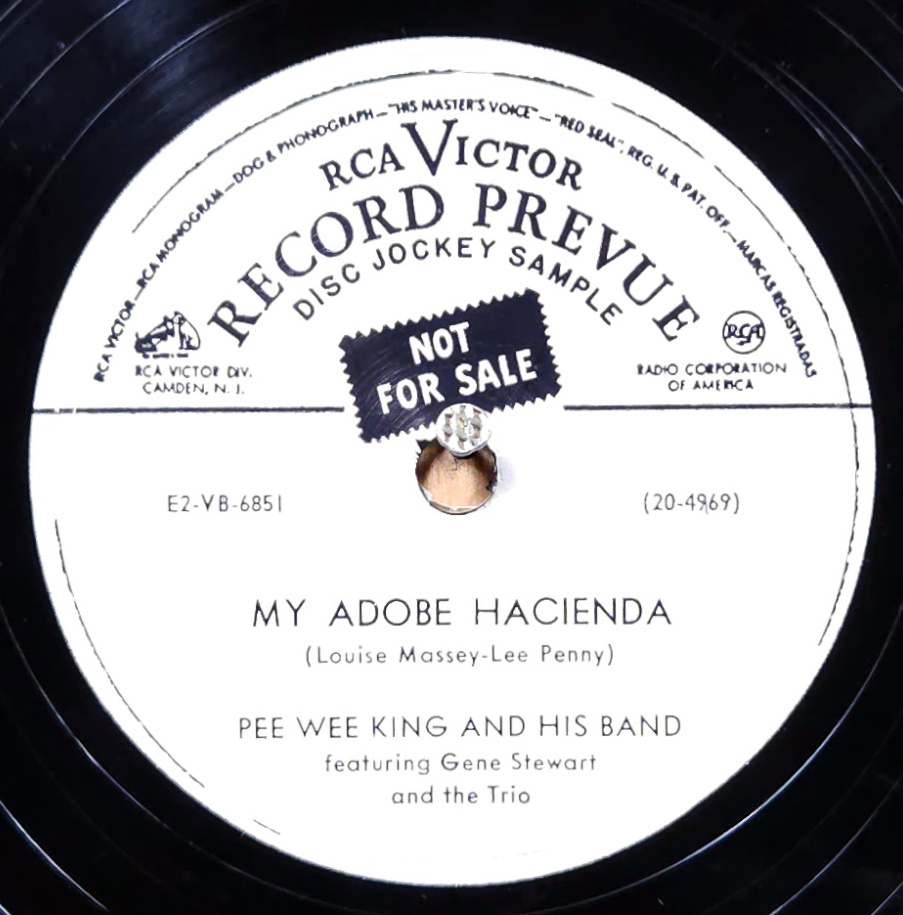 RCA VICTOR—RCA MONOGRAM—DOG & PHONOGRAPH—"HIS MASTER'S VOICE"—"RED SEAL", REG. U. S. PAT. OFF.—MARCAS REGISTRADAS
RCA VICTOR
RECORD PREVUE
DISC JOCKEY SAMPLE
NOT
FOR SALE
RCA
RCA VICTOR DIV.
CAMDEN, N. J.
RADIO CORPORATION
OF AMERICA
E2-VB-6851
(20-4969)
MY ADOBE HACIENDA
(Louise Massey-Lee Penny)
PEE WEE KING AND HIS BAND
featuring Gene Stewart
and the Trio